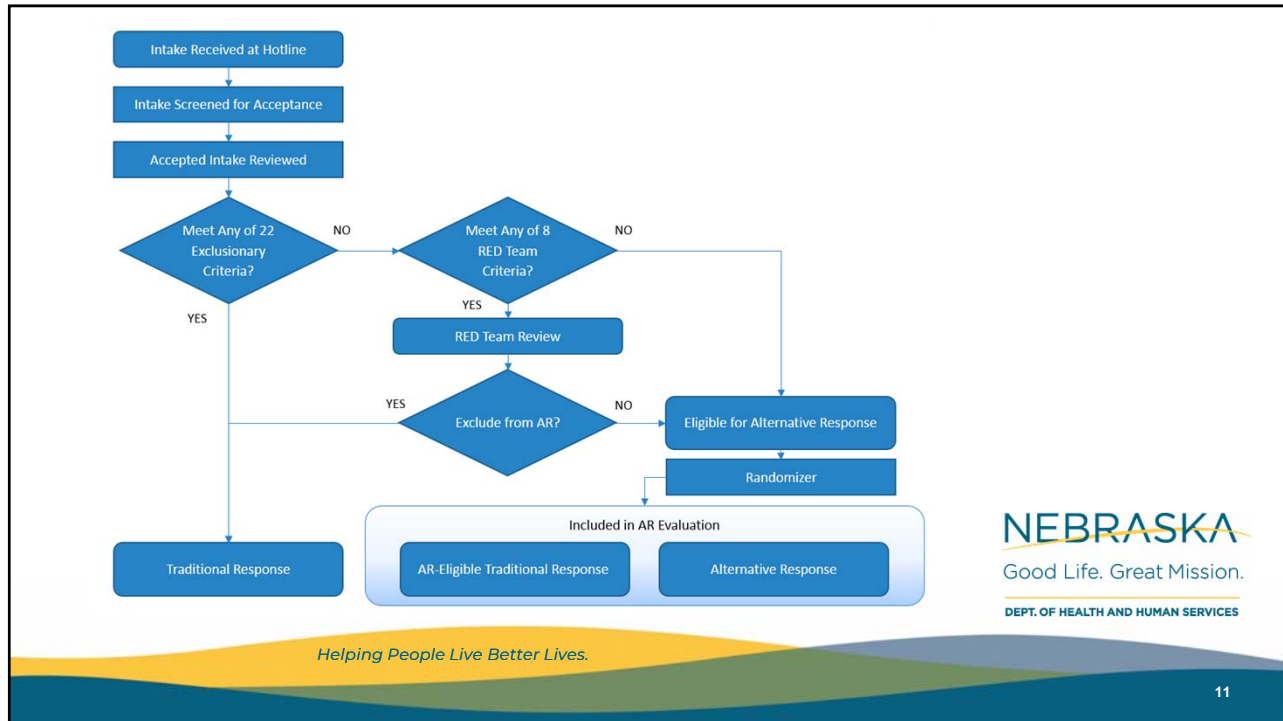 Intake Received at Hotline
Intake Screened for Acceptance
Accepted Intake Reviewed
Meet Any of 22
Exclusionary
Criteria?
NO
Meet Any of 8
RED Team
Criteria?
NO
YES
YES
RED Team Review
YES
Exclude from AR?
NO
Eligible for Alternative Response
Randomizer
Included in AR Evaluation
Traditional Response
AR-Eligible Traditional Response
Alternative Response
NEBRASKA
Good Life. Great Mission.
DEPT. OF HEALTH AND HUMAN SERVICES
Helping People Live Better Lives.
11